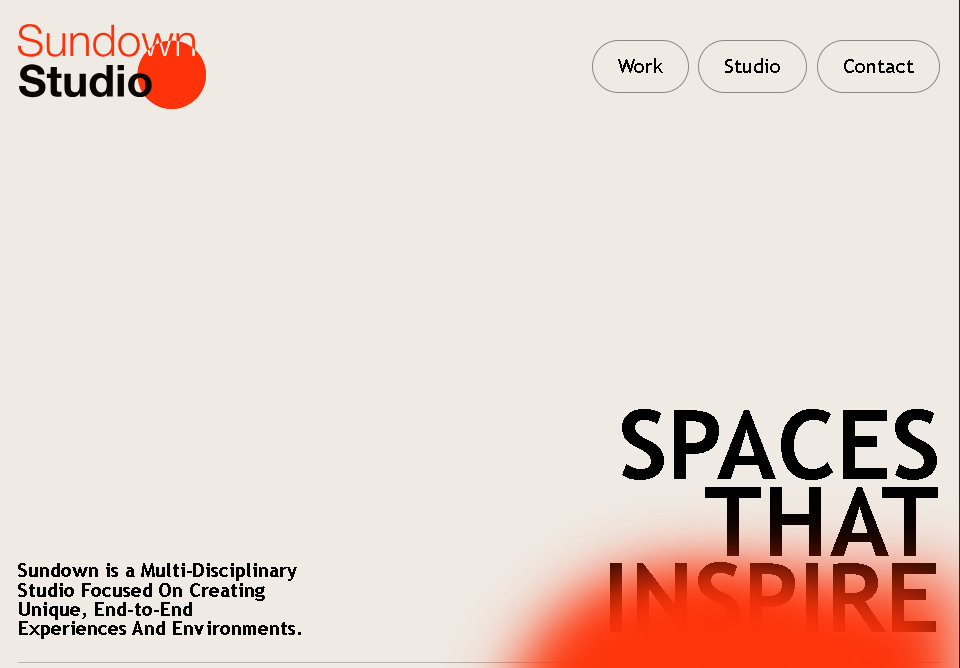 Sundown
Studio
Work
Studio
Contact
SPACES
THAT
INSPIRE
Sundown is a Multi-Disciplinary
Studio Focused On Creating
Unique, End-to-End
Experiences And Environments.